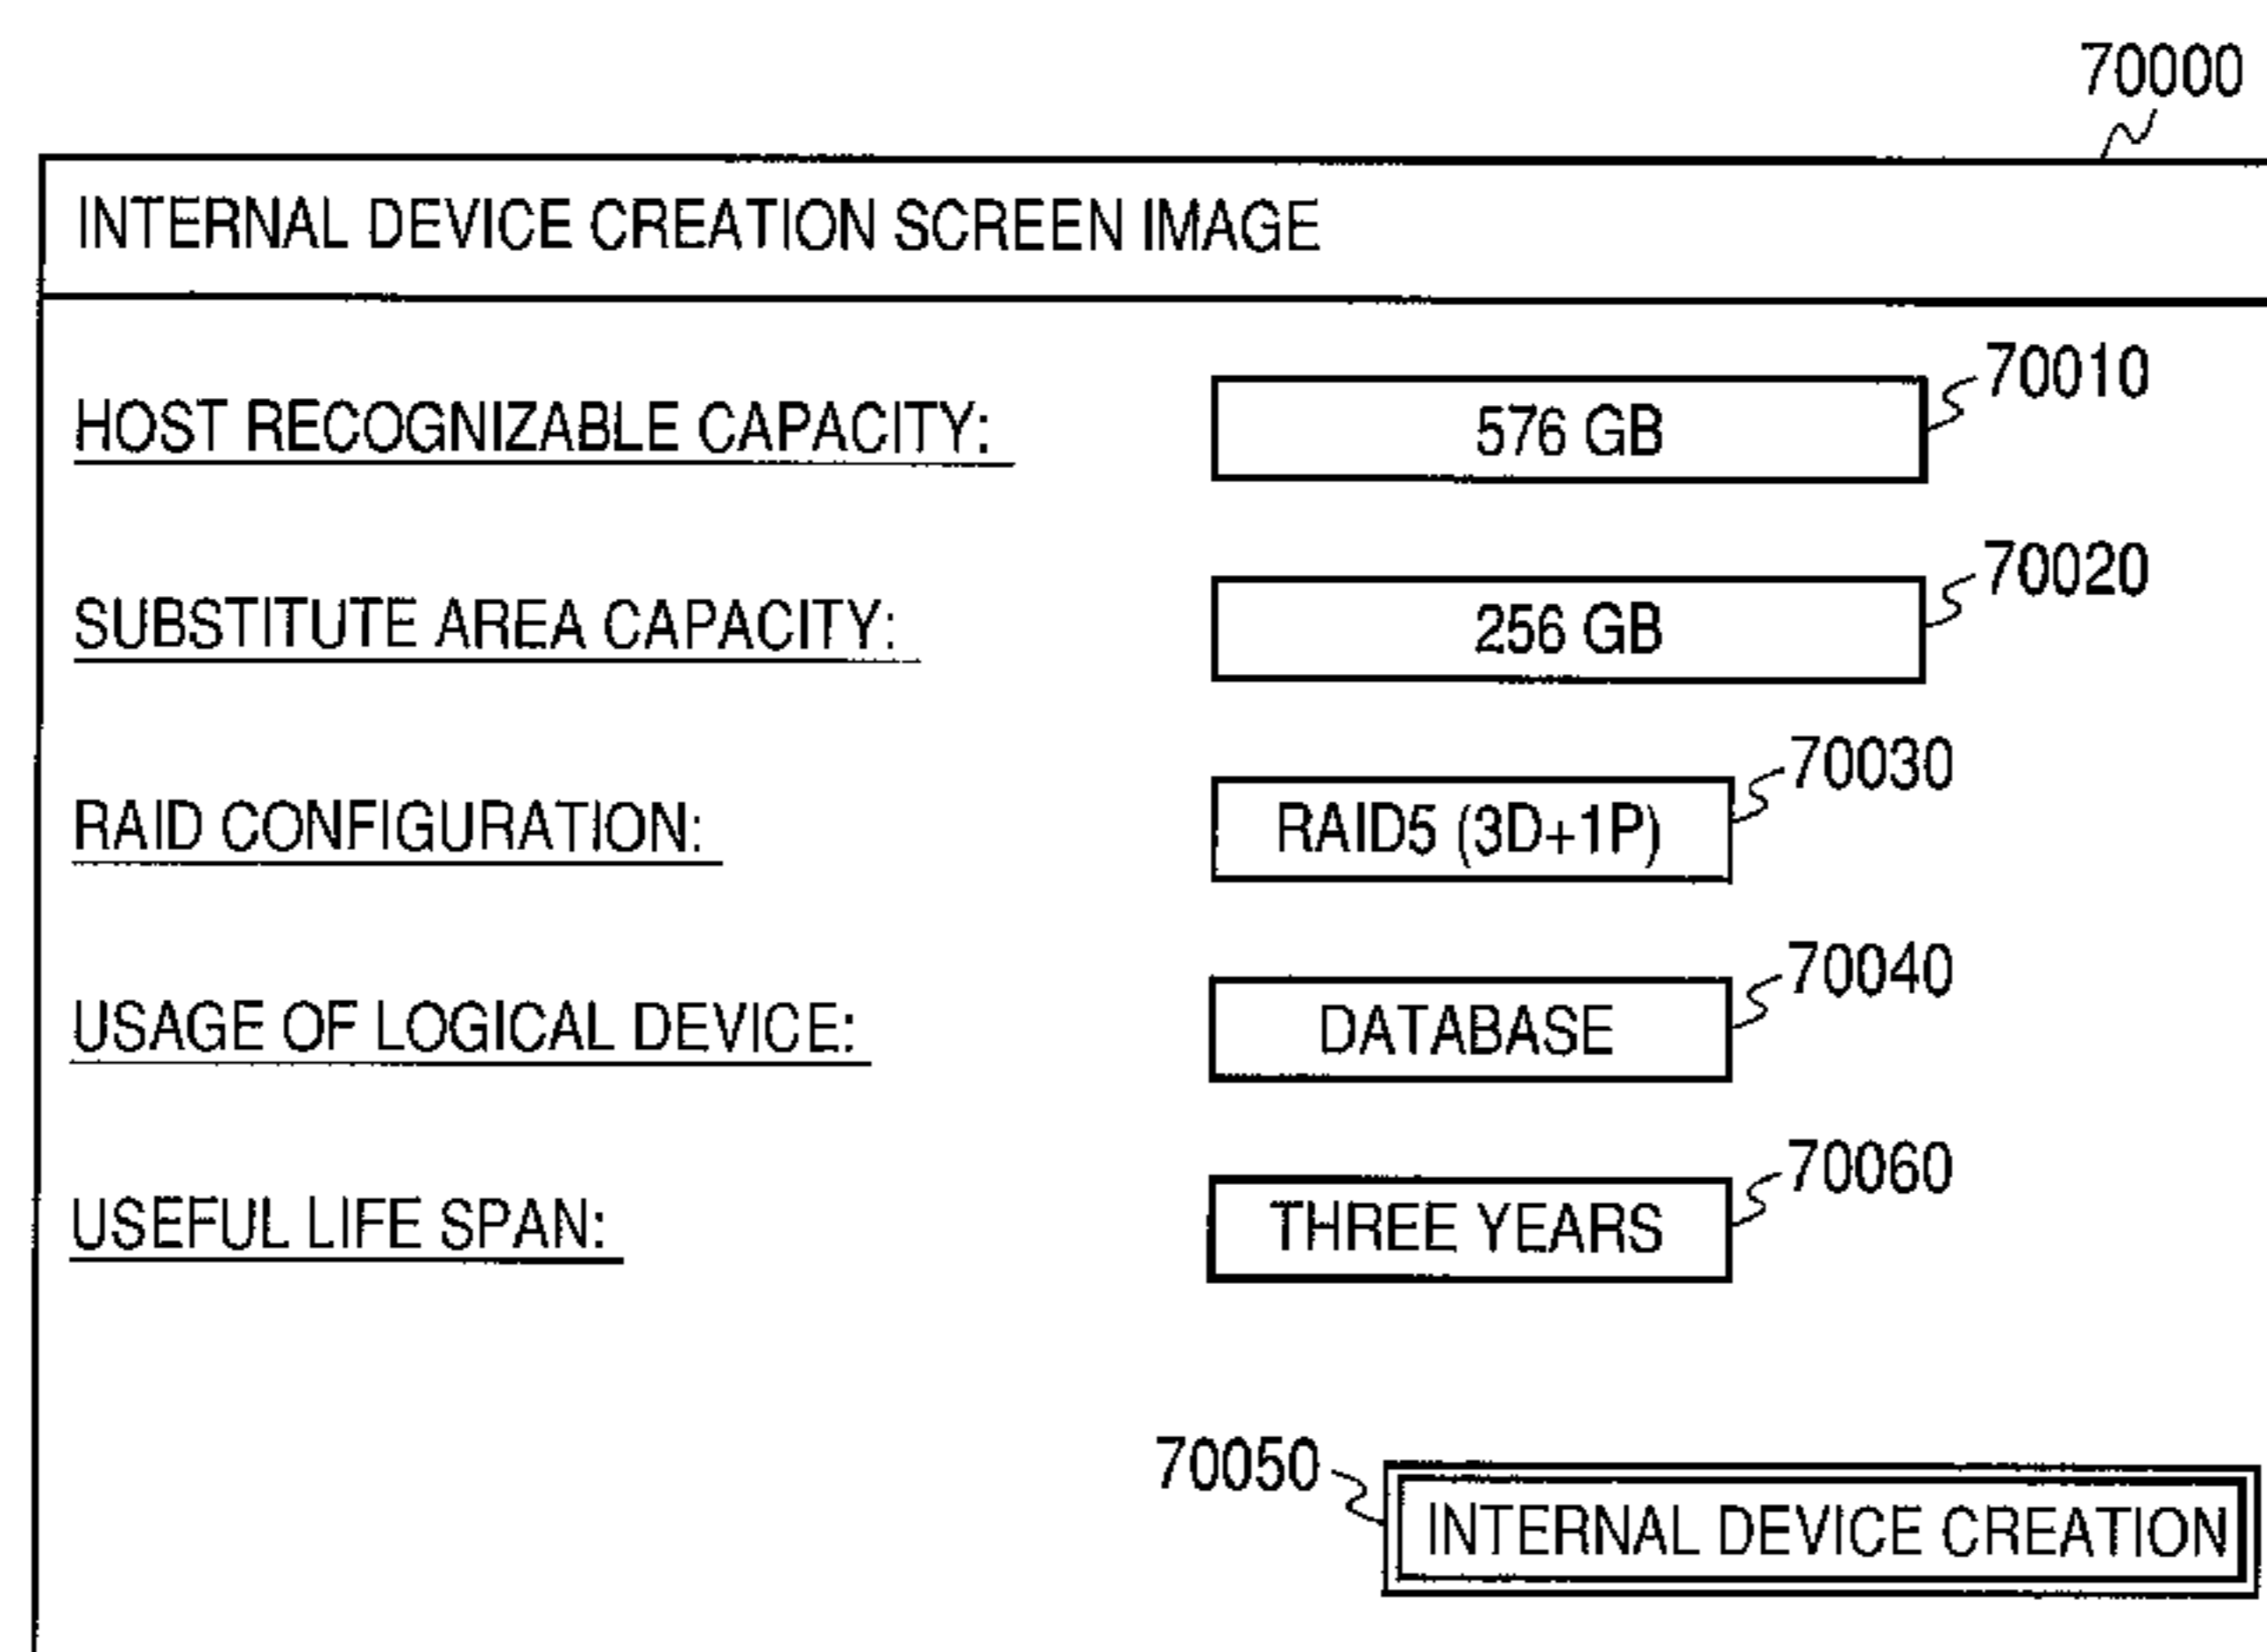 70000
INTERNAL DEVICE CREATION SCREEN IMAGE
HOST RECOGNIZABLE CAPACITY: 576 GB 70010
SUBSTITUTE AREA CAPACITY: 256 GB 70020
RAID CONFIGURATION: RAID5 (3D+1P) 70030
USAGE OF LOGICAL DEVICE: DATABASE 70040
USEFUL LIFE SPAN: THREE YEARS 70060
70050 INTERNAL DEVICE CREATION